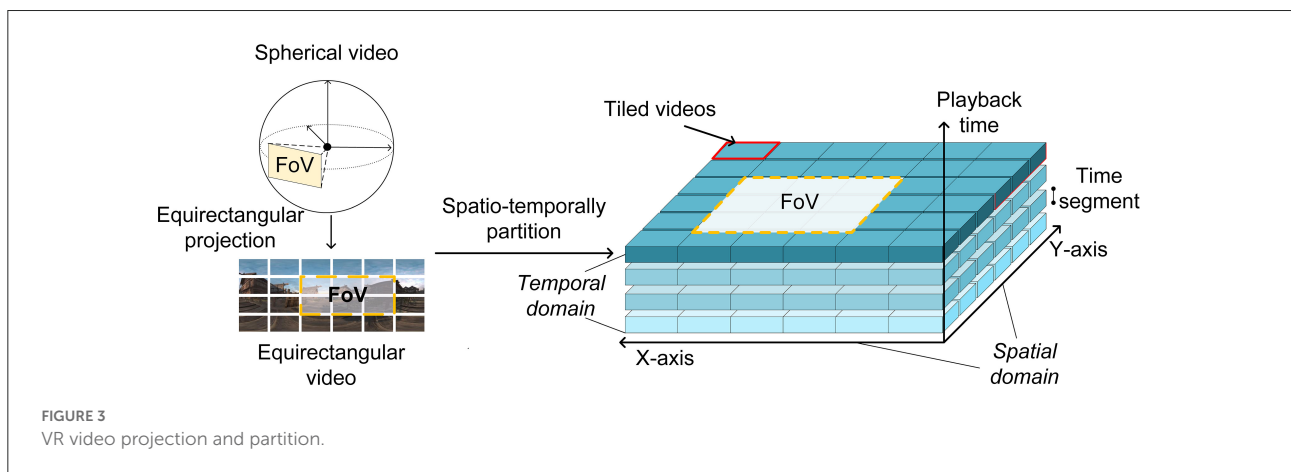 Spherical video
FoV
Equirectangular
projection
FoV
Equirectangular
video
Spatio-temporally
partition
Tiled videos
FoV
Playback
time
Time
segment
Y-axis
Temporal
domain
X-axis
Spatial
domain
FIGURE 3
VR video projection and partition.